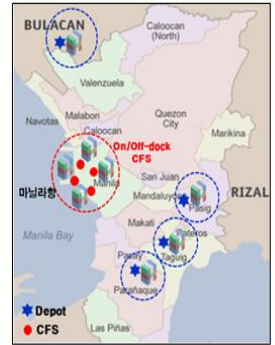 BULACAN
Caloocan
(North)
Valenzuela
Navotas
Malabon
Caloocan
Quezon
City
Marikina
On/Off-dock
CFS
San Juan
마닐라항
Manila
Mandaluyong
Pasig
RIZAL
Makati
Pateros
Manila Bay
Pasay
Taguig
Parañaque
Depot
CFS
Las Piñas